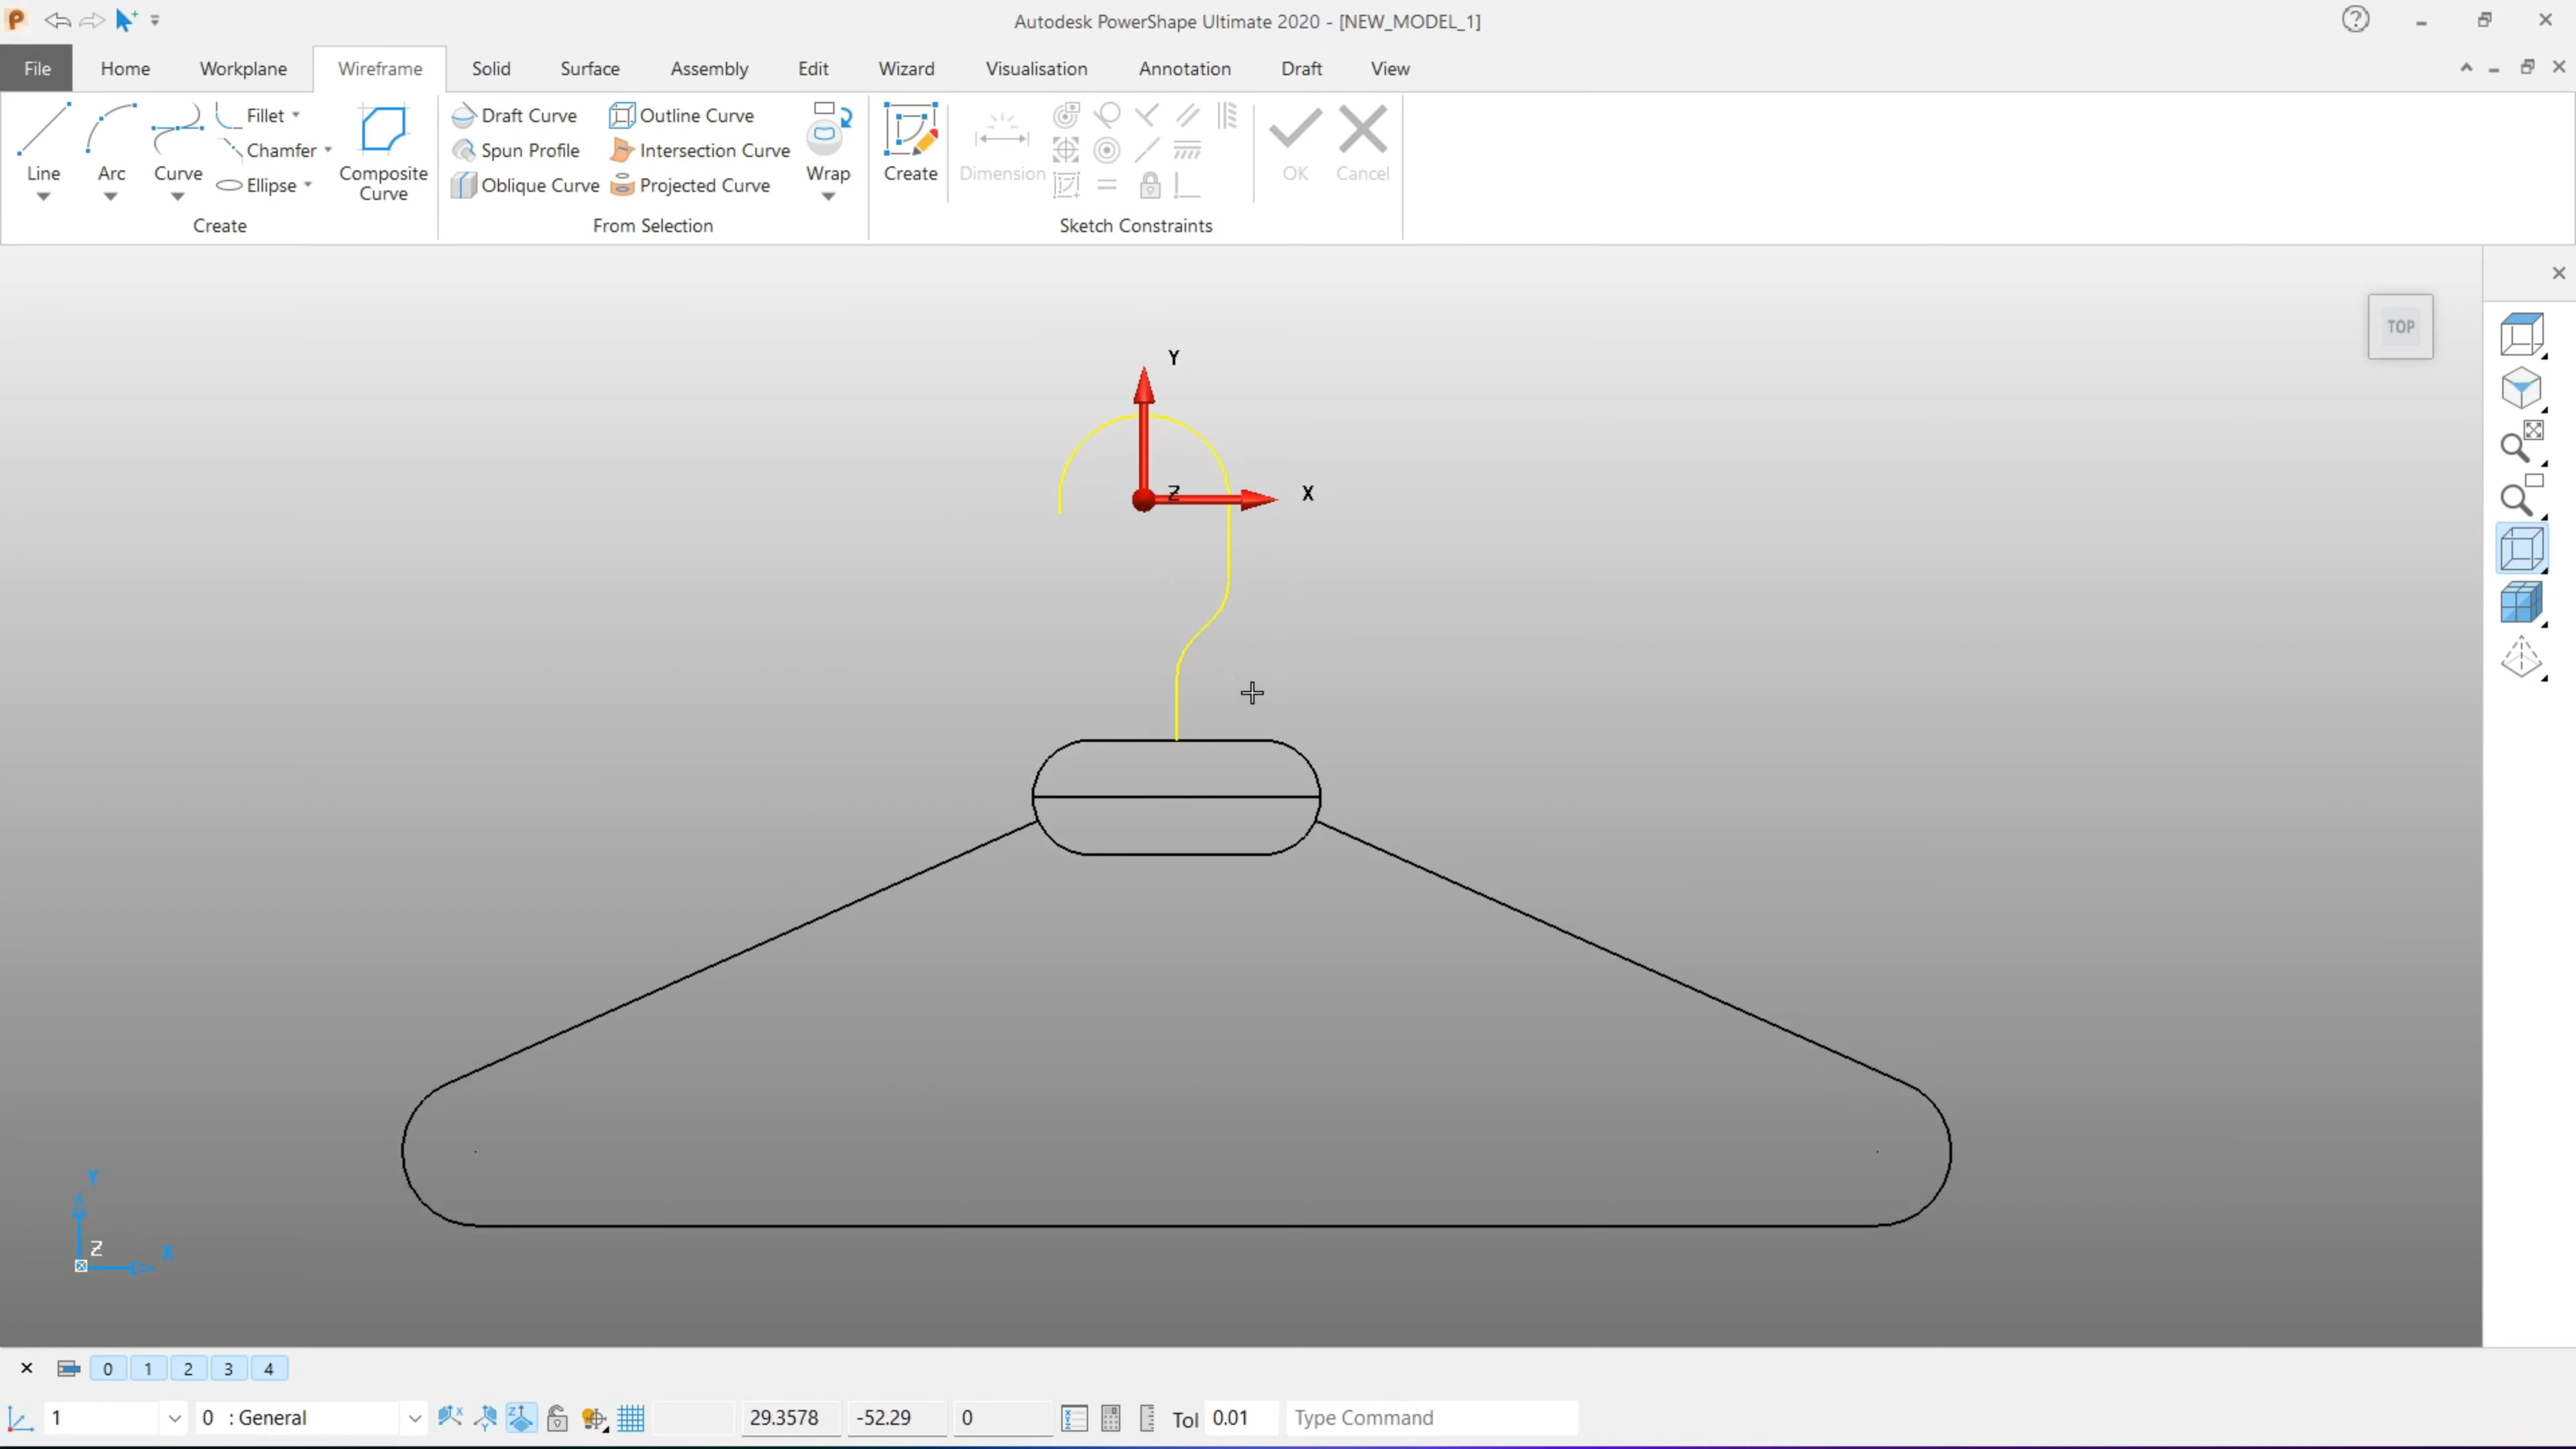 Autodesk PowerShape Ultimate 2020 - [NEW_MODEL_1]
File Home Workplane Wireframe Solid Surface Assembly Edit Wizard Visualisation Annotation Draft View
Line Arc Curve Fillet Chamfer Ellipse Composite Curve
Draft Curve Outline Curve
Spun Profile Intersection Curve
Oblique Curve Projected Curve
Wrap Create Dimension OK Cancel
Create From Selection Sketch Constraints
TOP
Y
Z X
Y
Z X
0 1 2 3 4
1 0 : General 29.3578 -52.29 0 Tol 0.01 Type Command